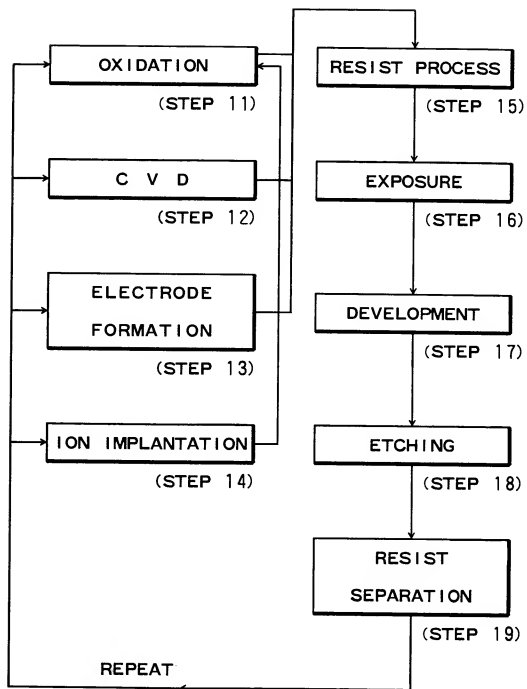 OXIDATION
(STEP 11)
C V D
(STEP 12)
ELECTRODE
FORMATION
(STEP 13)
ION IMPLANTATION
(STEP 14)
RESIST PROCESS
(STEP 15)
EXPOSURE
(STEP 16)
DEVELOPMENT
(STEP 17)
ETCHING
(STEP 18)
RESIST
SEPARATION
(STEP 19)
REPEAT